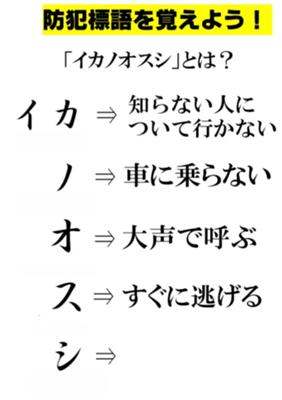 防犯標語を覚えよう！
「イカノオスシ」とは？
イカ ⇒ 知らない人に
ついて行かない
ノ ⇒ 車に乗らない
オ ⇒ 大声で呼ぶ
ス ⇒ すぐに逃げる
シ ⇒